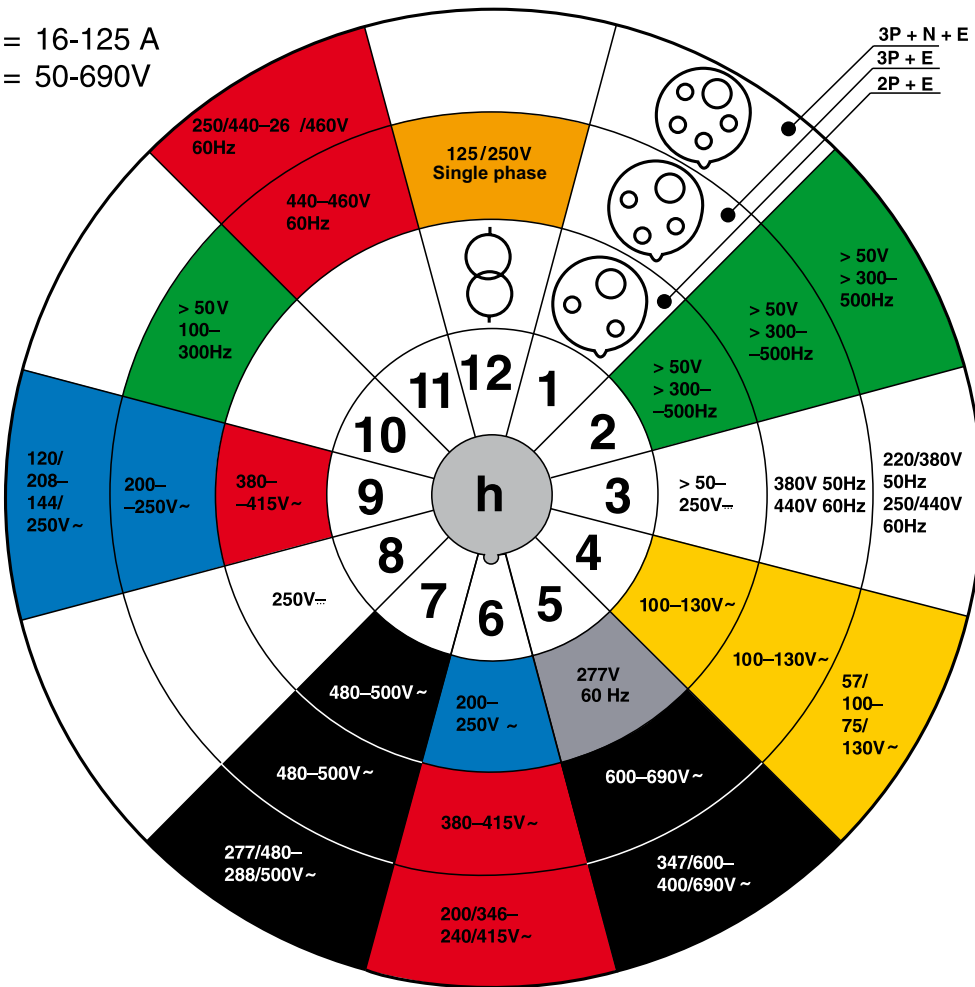 = 16-125 A
= 50-690V
3P + N + E
3P + E
2P + E
250/440–26 /460V
60Hz
440–460V
60Hz
125/250V
Single phase
> 50V
> 300–
500Hz
> 50V
> 300–
–500Hz
> 50V
> 300–
–500Hz
> 50V
100–
300Hz
12
1
2
3
4
5
6
7
8
9
10
11
h
120/
208–
144/
250V~
200–
–250V~
380–
–415V~
> 50–
250V⎓
380V 50Hz
440V 60Hz
220/380V
50Hz
250/440V
60Hz
250V⎓
100–130V~
100–130V~
57/
100–
75/
130V~
480–500V~
480–500V~
277/480–
288/500V~
200–
250V ~
380–415V~
200/346–
240/415V~
277V
60 Hz
600–690V~
347/600–
400/690V~